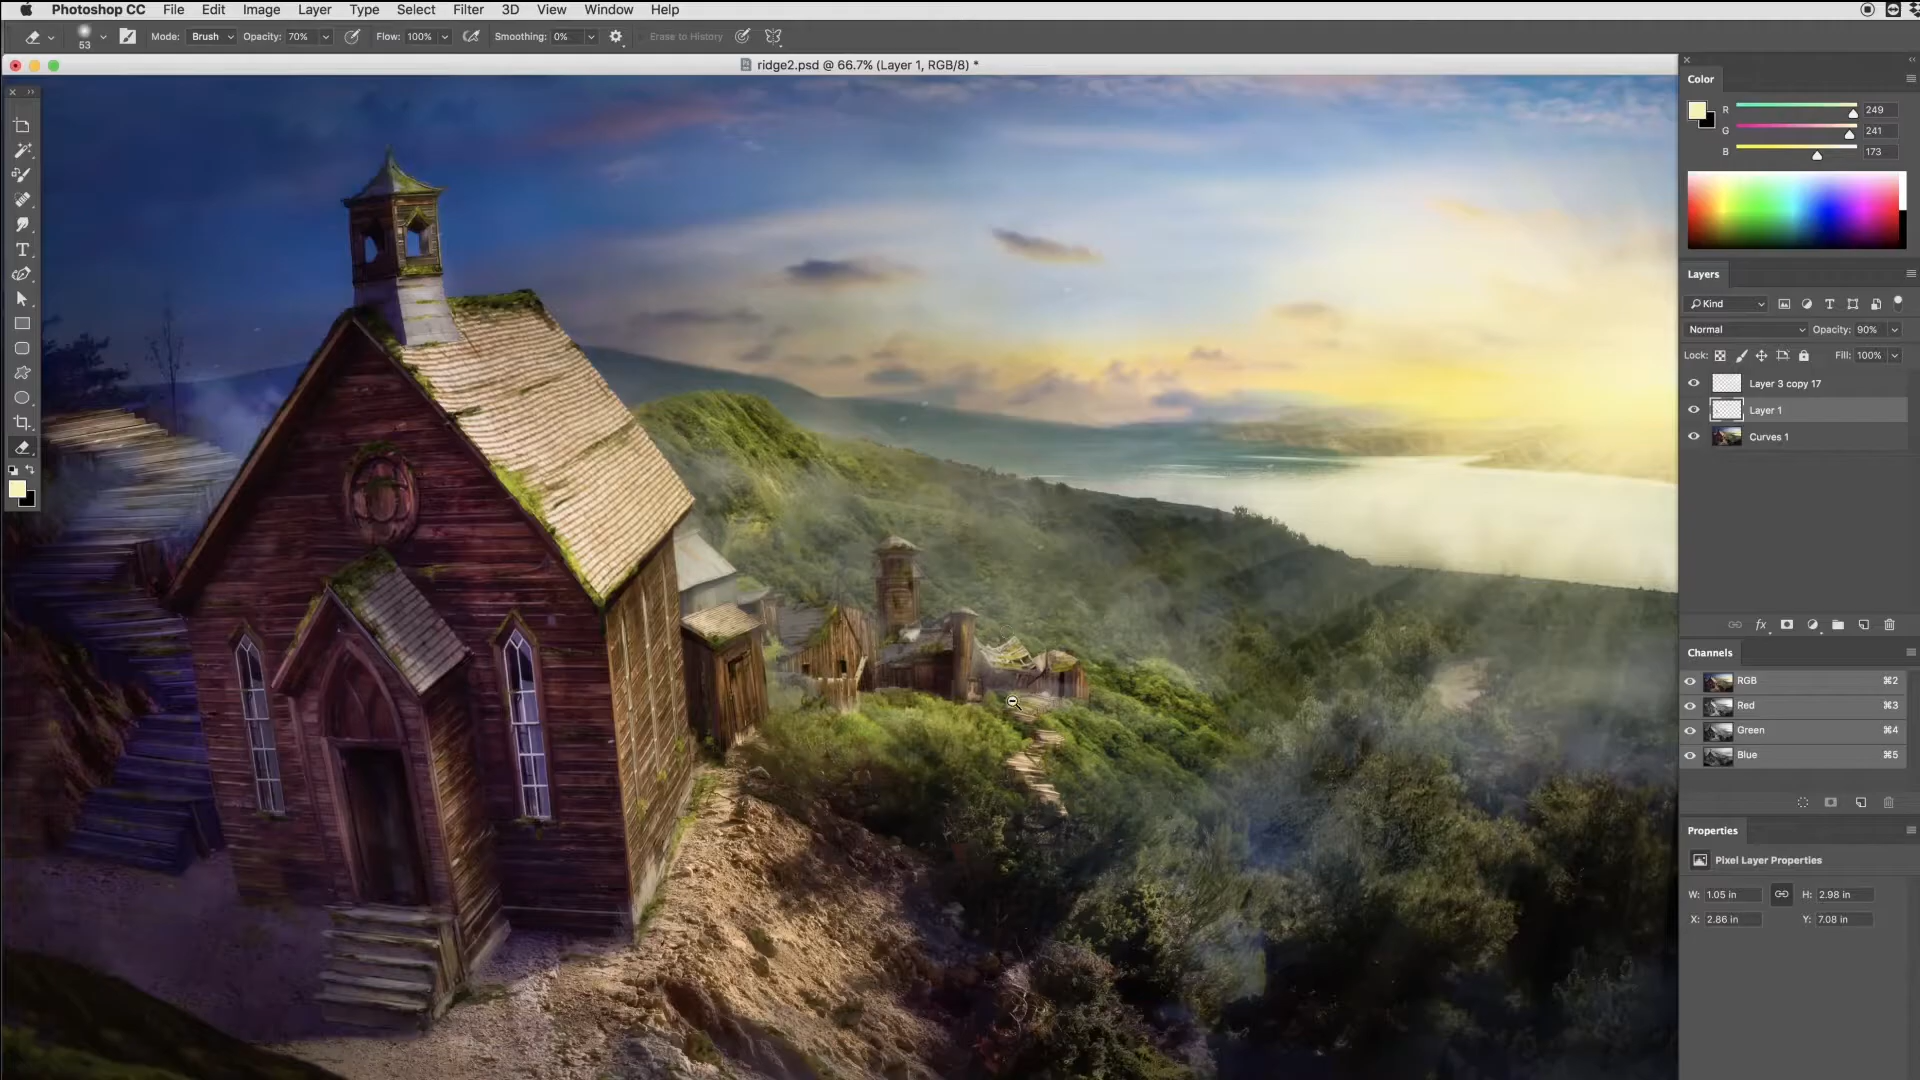 Photoshop CC File Edit Image Layer Type Select Filter 3D View Window Help
53 Mode: Brush Opacity: 70% Flow: 100% Smoothing: 0% Erase to History
ridge2.psd @ 66.7% (Layer 1, RGB/8) *
Color
R 249
G 241
B 173
Layers
Kind
Normal Opacity: 90%
Lock: Fill: 100%
Layer 3 copy 17
Layer 1
Curves 1
fx
Channels
RGB ⌘2
Red ⌘3
Green ⌘4
Blue ⌘5
Properties
Pixel Layer Properties
W: 1.05 in H: 2.98 in
X: 2.86 in Y: 7.08 in